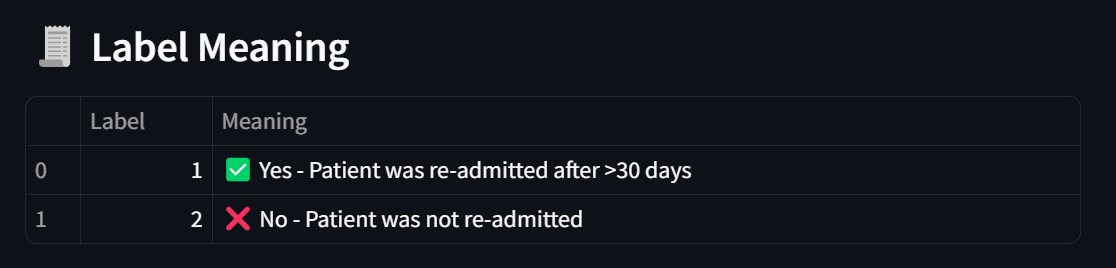 Label Meaning
Label Meaning
0 1 ✅ Yes - Patient was re-admitted after >30 days
1 2 ❌ No - Patient was not re-admitted